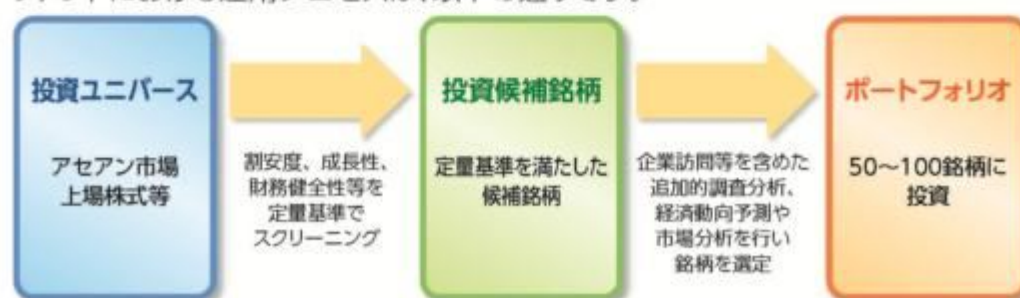 投資ユニバース
アセアン市場
上場株式等
割安度、成長性、
財務健全性等を
定量基準で
スクリーニング
投資候補銘柄
定量基準を満たした
候補銘柄
企業訪問等を含めた
追加的調査分析、
経済動向予測や
市場分析を行い
銘柄を選定
ポートフォリオ
50〜100銘柄に
投資